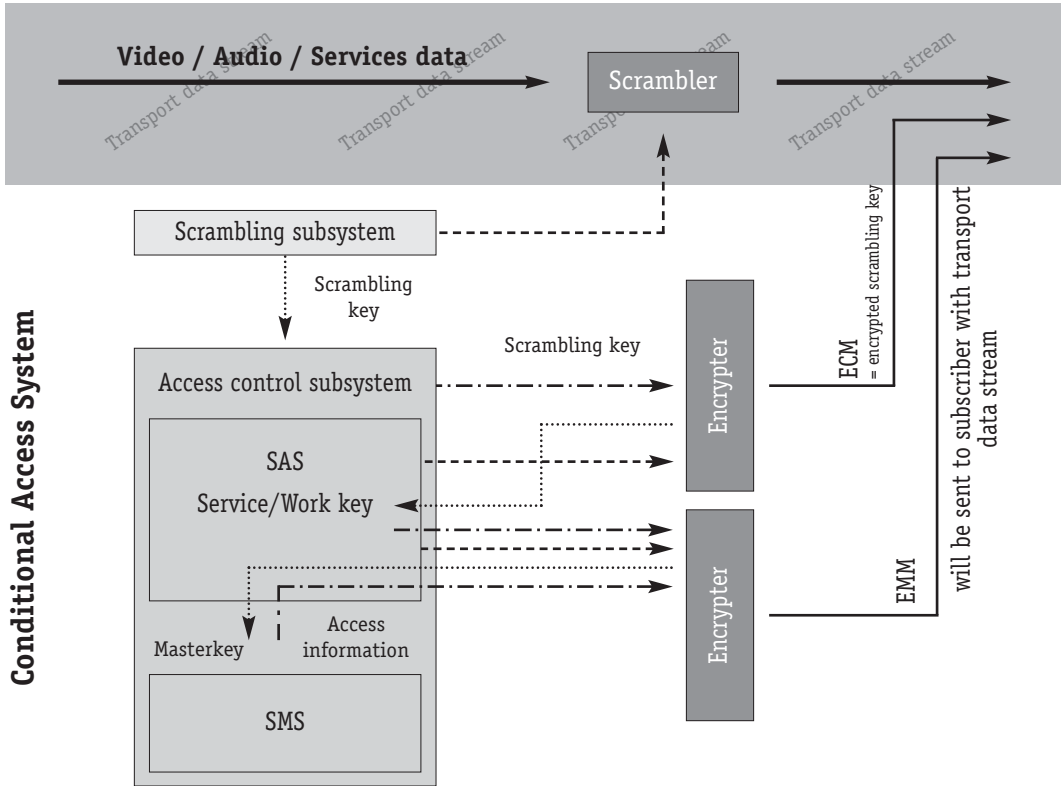 Video / Audio / Services data
Transport data stream
Transport data stream
Transport data stream
Transport data stream
Scrambler
Scrambling subsystem
Scrambling
key
Conditional Access System
Access control subsystem
SAS
Service/Work key
Masterkey
Access
information
SMS
Scrambling key
Encrypter
Encrypter
ECM
= encrypted scrambling key
EMM
will be sent to subscriber with transport
data stream